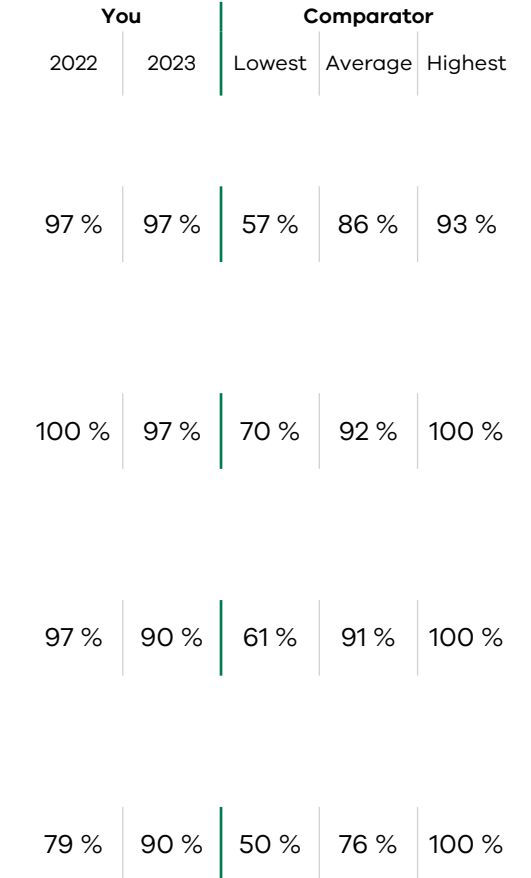 You Comparator
2022 2023 Lowest Average Highest
97 % 97 % 57 % 86 % 93 %
100 % 97 % 70 % 92 % 100 %
97 % 90 % 61 % 91 % 100 %
79 % 90 % 50 % 76 % 100 %